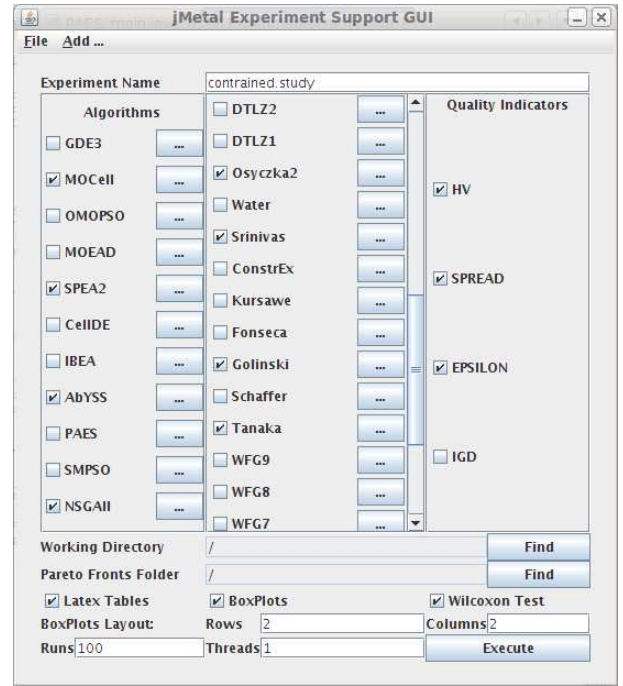 jMetal Experiment Support GUI
File Add ...
Experiment Name contrained.study
Algorithms
GDE3 ...
MOCell ...
OMOPSO ...
MOEAD ...
SPEA2 ...
CellDE ...
IBEA ...
AbYSS ...
PAES ...
SMPSO ...
NSGAII ...
DTLZ2 ...
DTLZ1 ...
Osyczka2 ...
Water ...
Srinivas ...
ConstrEx ...
Kursawe ...
Fonseca ...
Golinski ...
Schaffer ...
Tanaka ...
WFG9 ...
WFG8 ...
WFG7 ...
Quality Indicators
HV
SPREAD
EPSILON
IGD
Working Directory / Find
Pareto Fronts Folder / Find
Latex Tables BoxPlots Wilcoxon Test
BoxPlots Layout: Rows 2 Columns 2
Runs 100 Threads 1 Execute